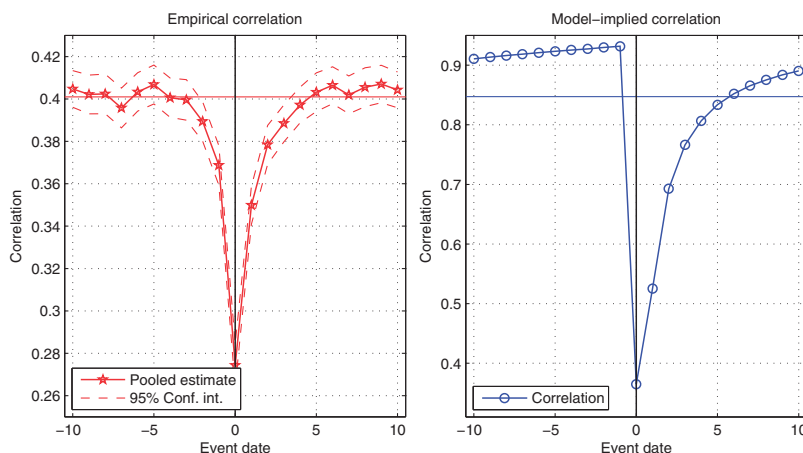 Empirical correlation
0.42
0.4
0.38
0.36
0.34
0.32
0.3
0.28
0.26
Correlation
Pooled estimate
95% Conf. int.
−10 −5 0 5 10
Event date
Model−implied correlation
0.9
0.8
0.7
0.6
0.5
0.4
Correlation
Correlation
−10 −5 0 5 10
Event date